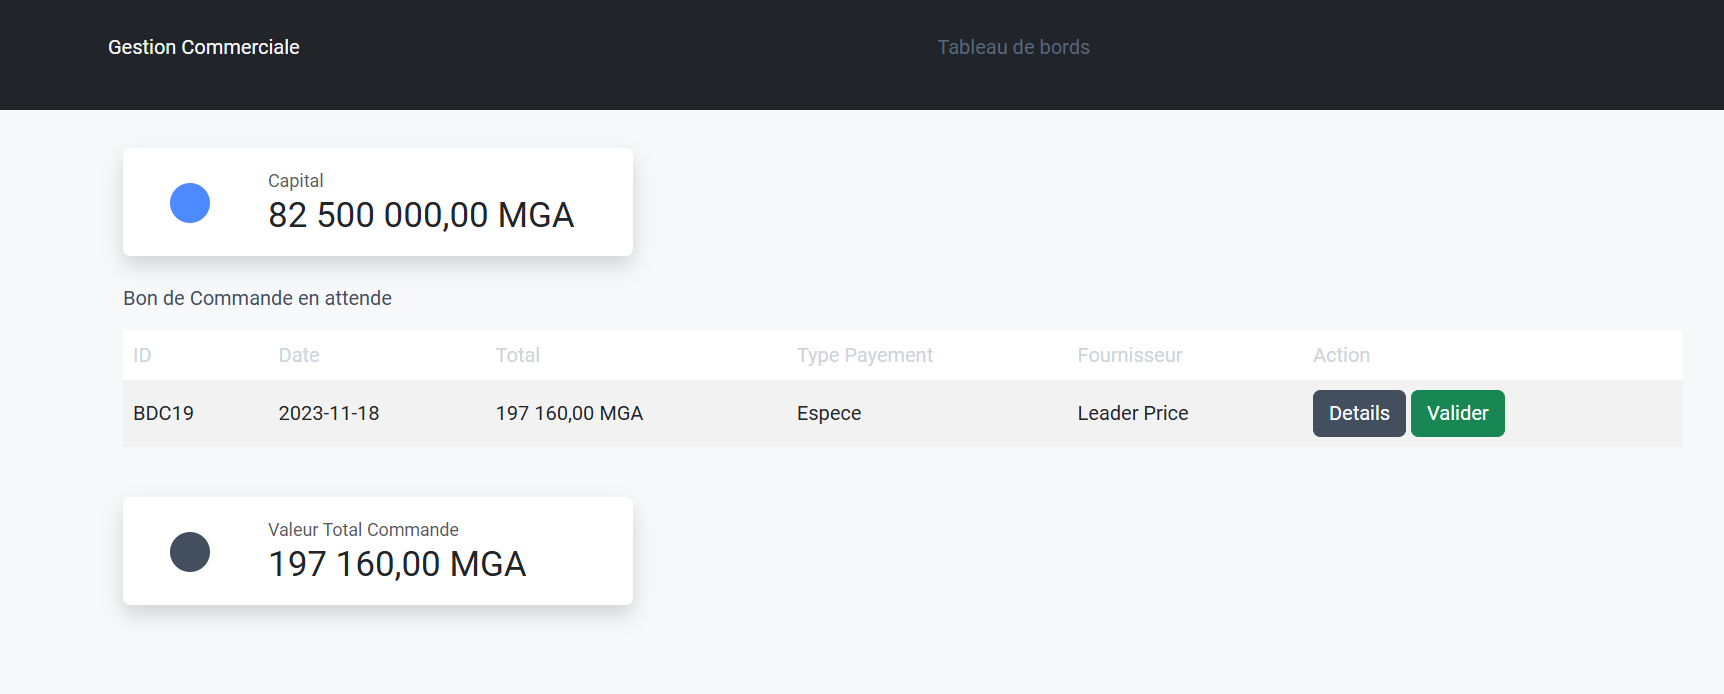 Gestion Commerciale Tableau de bords
Capital
82 500 000,00 MGA
Bon de Commande en attende
ID Date Total Type Payement Fournisseur Action
BDC19 2023-11-18 197 160,00 MGA Espece Leader Price Details Valider
Valeur Total Commande
197 160,00 MGA